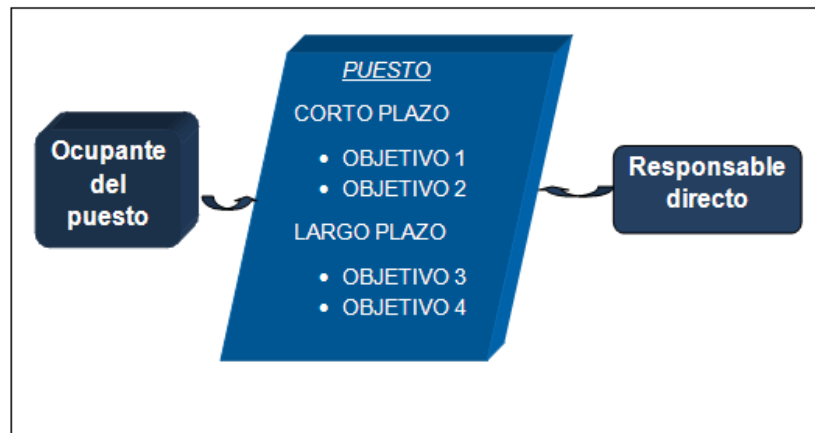 Ocupante
del
puesto
PUESTO
CORTO PLAZO
• OBJETIVO 1
• OBJETIVO 2
LARGO PLAZO
• OBJETIVO 3
• OBJETIVO 4
Responsable
directo